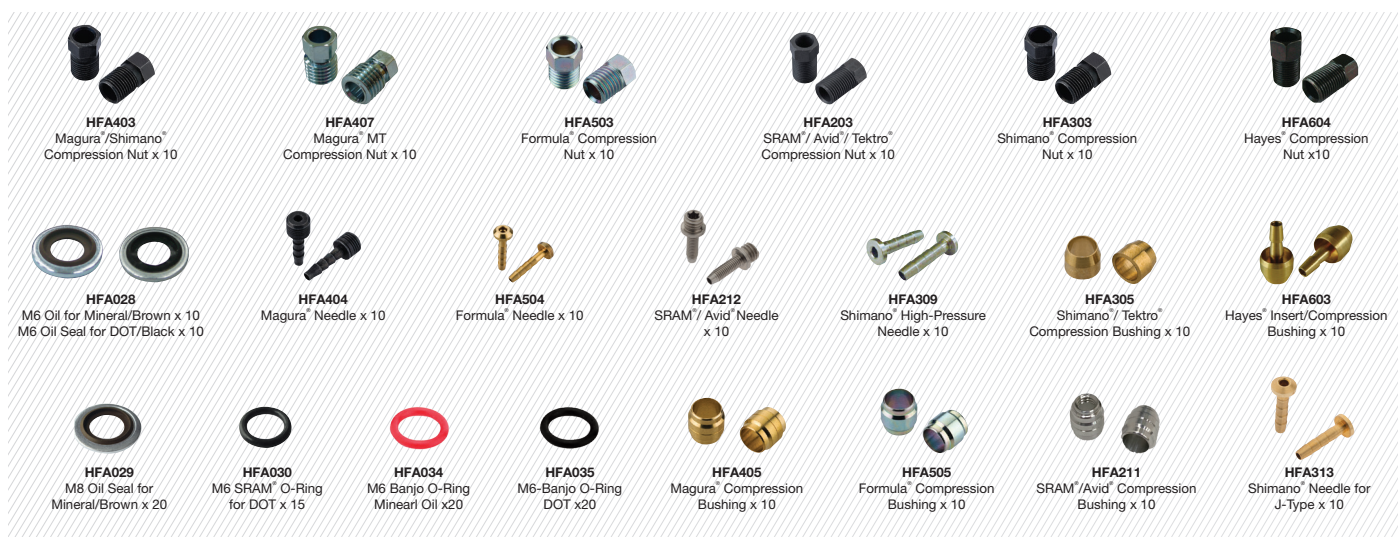 HFA403
Magura®/Shimano®
Compression Nut x 10
HFA407
Magura® MT
Compression Nut x 10
HFA503
Formula® Compression
Nut x 10
HFA203
SRAM®/ Avid®/ Tektro®
Compression Nut x 10
HFA303
Shimano® Compression
Nut x 10
HFA604
Hayes® Compression
Nut x10
HFA028
M6 Oil for Mineral/Brown x 10
M6 Oil Seal for DOT/Black x 10
HFA404
Magura® Needle x 10
HFA504
Formula® Needle x 10
HFA212
SRAM®/ Avid® Needle
x 10
HFA309
Shimano® High-Pressure
Needle x 10
HFA305
Shimano®/ Tektro®
Compression Bushing x 10
HFA603
Hayes® Insert/Compression
Bushing x 10
HFA029
M8 Oil Seal for
Mineral/Brown x 20
HFA030
M6 SRAM® O-Ring
for DOT x 15
HFA034
M6 Banjo O-Ring
Minearl Oil x20
HFA035
M6-Banjo O-Ring
DOT x20
HFA405
Magura® Compression
Bushing x 10
HFA505
Formula® Compression
Bushing x 10
HFA211
SRAM®/Avid® Compression
Bushing x 10
HFA313
Shimano® Needle for
J-Type x 10